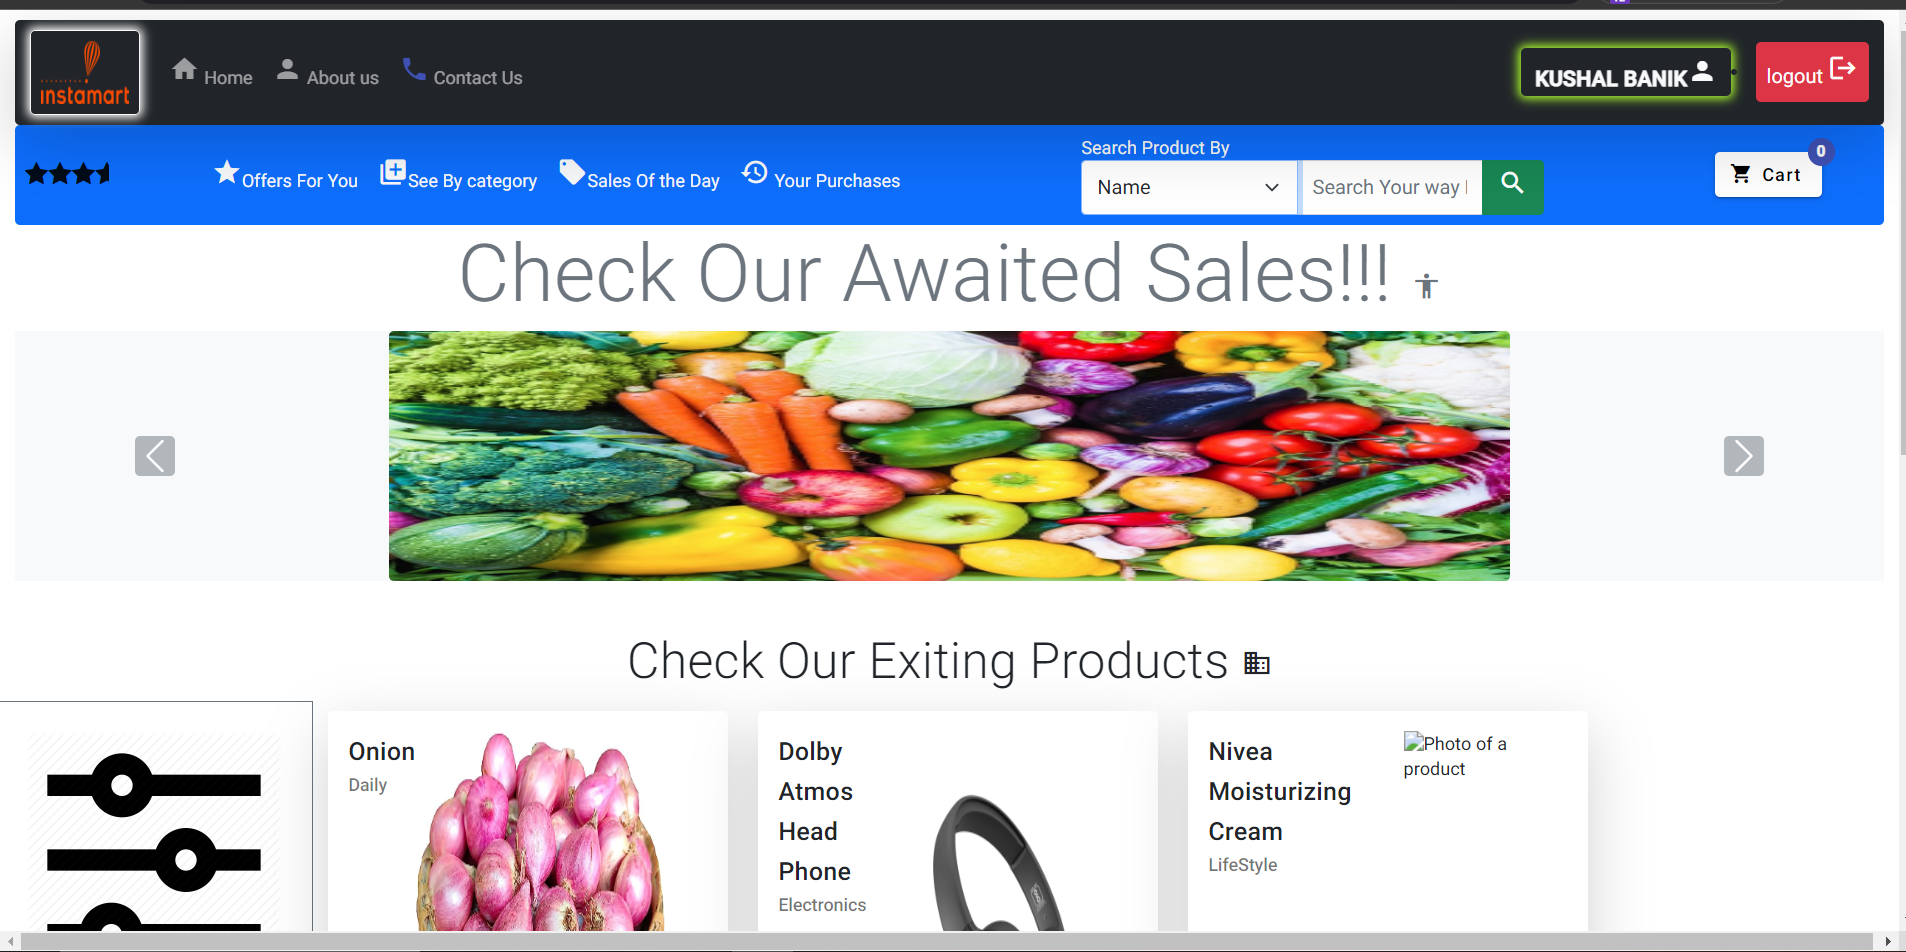 instamart
Home
About us
Contact Us
KUSHAL BANIK
logout
Offers For You
See By category
Sales Of the Day
Your Purchases
Search Product By
Name
Search Your way
0
Cart
Check Our Awaited Sales!!!
Check Our Exiting Products
Onion
Daily
Dolby
Atmos
Head
Phone
Electronics
Nivea
Moisturizing
Cream
LifeStyle
Photo of a
product